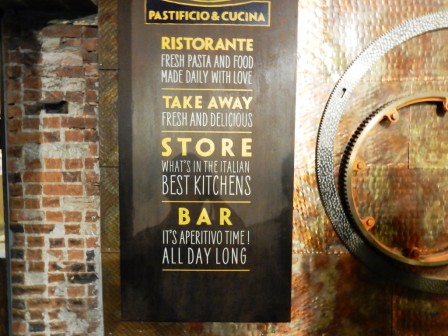 PASTIFICIO & CUCINA
RISTORANTE
FRESH PASTA AND FOOD
MADE DAILY WITH LOVE
TAKE AWAY
FRESH AND DELICIOUS
STORE
WHAT'S IN THE ITALIAN
BEST KITCHENS
BAR
IT'S APERITIVO TIME!
ALL DAY LONG